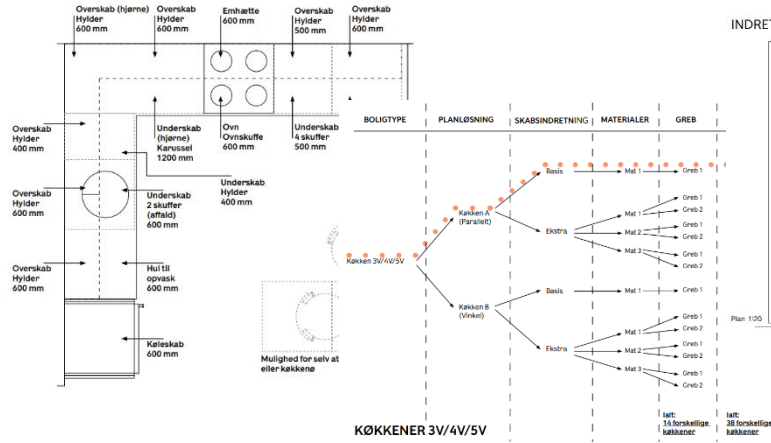 Overskab (hjørne)
Hylder
600 mm
Overskab
Hylder
600 mm
Emhætte
600 mm
Overskab
Hylder
500 mm
Overskab
Hylder
600 mm
INDRET
Overskab
Hylder
400 mm
Underskab
(hjørne)
Karussel
1200 mm
Ovn
Ovnskuffe
600 mm
Underskab
4 skuffer
500 mm
Overskab
Hylder
600 mm
Underskab
2 skuffer
(affald)
600 mm
Underskab
Hylder
400 mm
Overskab
Hylder
600 mm
Hul til
opvask
600 mm
Køleskab
600 mm
Mulighed for selv at
eller køkkenø
BOLIGTYPE
PLANLØSNING
SKABSINDRETNING
MATERIALER
GREB
Køkken 3V/4V/5V
Køkken A
(Parallelt)
Basis
Mat 1
Greb 1
Ekstra
Mat 1
Greb 1
Greb 2
Mat 2
Greb 1
Greb 2
Mat 3
Greb 1
Greb 2
Køkken B
(Vinkel)
Basis
Mat 1
Greb 1
Ekstra
Mat 1
Greb 1
Greb 2
Mat 2
Greb 1
Greb 2
Mat 3
Greb 1
Greb 2
Plan 1:20
KØKKENER 3V/4V/5V
Ialt:
14 forskellige
køkkener
Ialt:
38 forskellige
køkkener